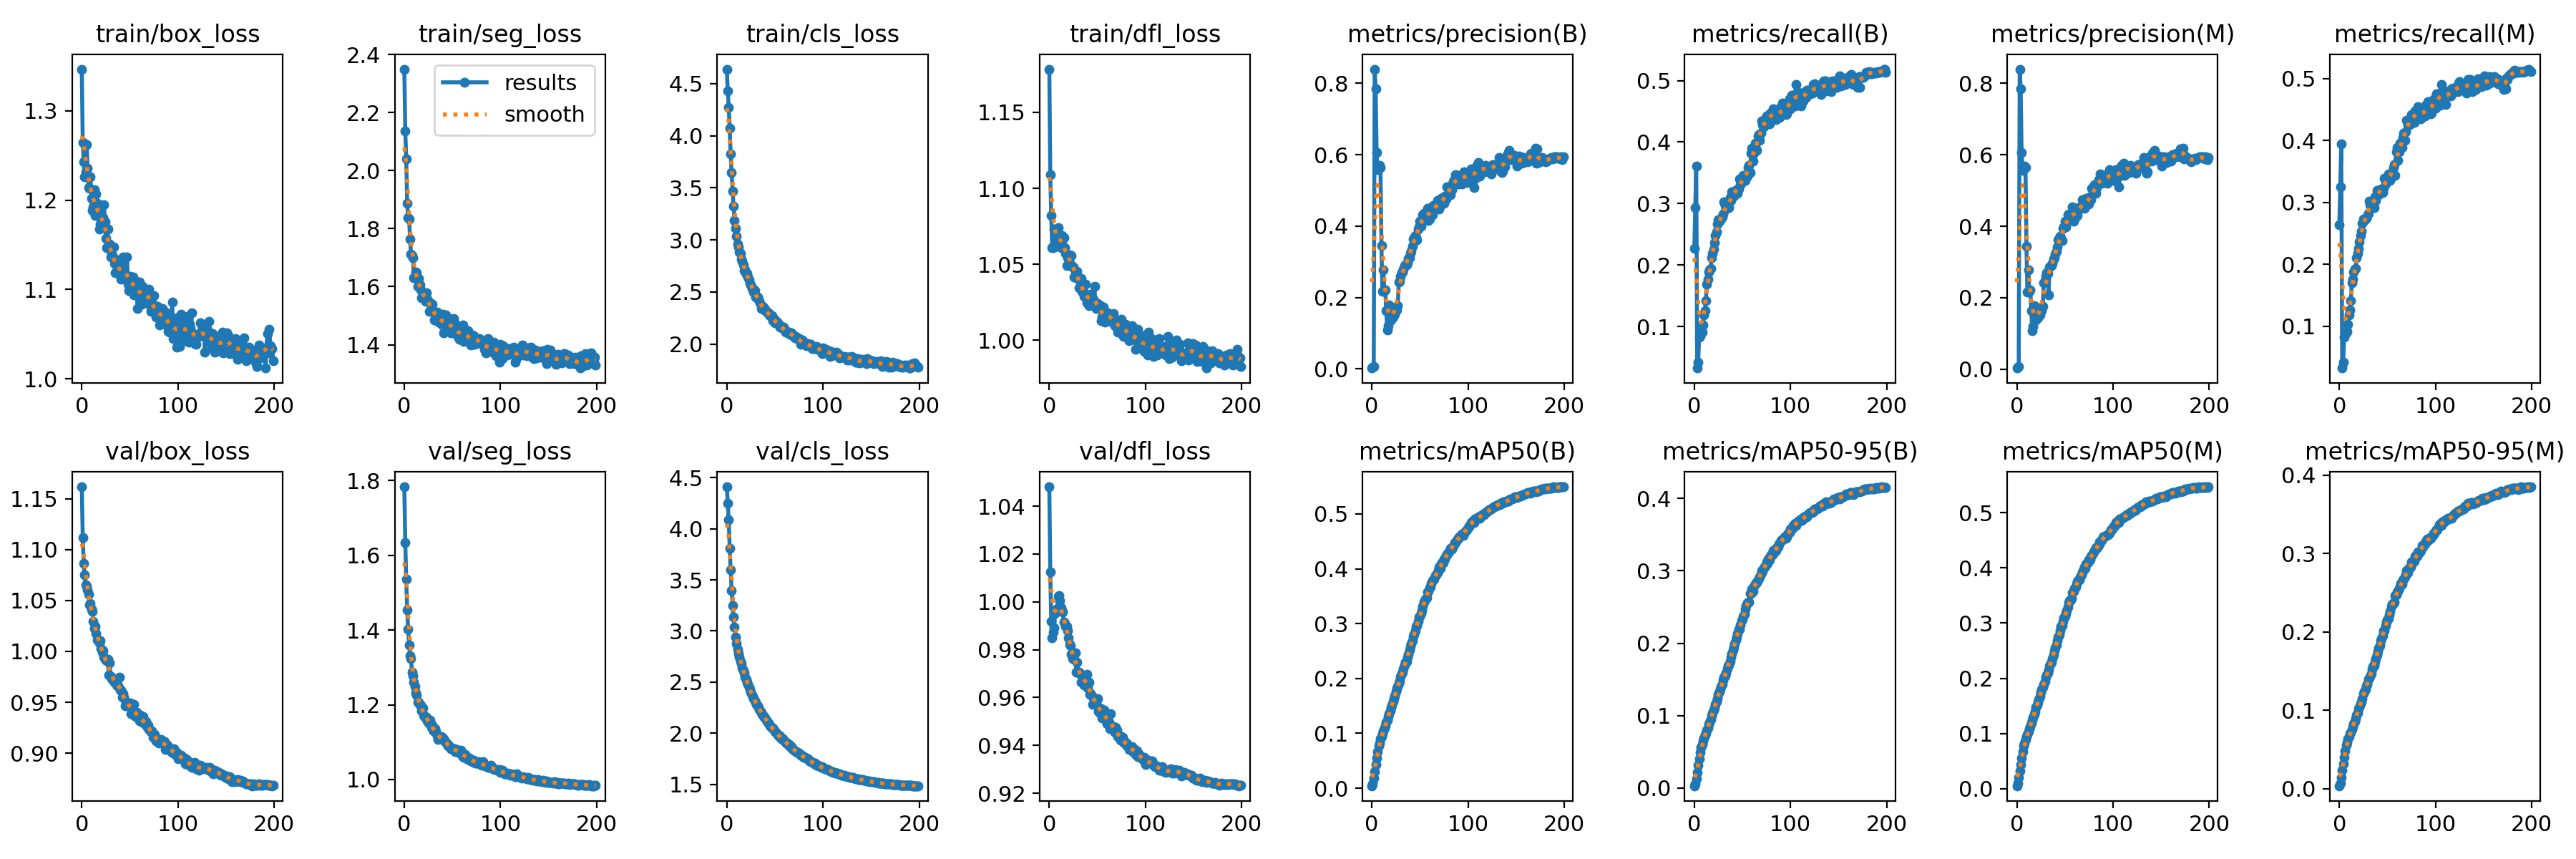 train/box_loss
1.3
1.2
1.1
1.0
0 100 200
train/seg_loss
2.4
2.2
2.0
1.8
1.6
1.4
results
smooth
0 100 200
train/cls_loss
4.5
4.0
3.5
3.0
2.5
2.0
0 100 200
train/dfl_loss
1.15
1.10
1.05
1.00
0 100 200
metrics/precision(B)
0.8
0.6
0.4
0.2
0.0
0 100 200
metrics/recall(B)
0.5
0.4
0.3
0.2
0.1
0 100 200
metrics/precision(M)
0.8
0.6
0.4
0.2
0.0
0 100 200
metrics/recall(M)
0.5
0.4
0.3
0.2
0.1
0 100 200
val/box_loss
1.15
1.10
1.05
1.00
0.95
0.90
0 100 200
val/seg_loss
1.8
1.6
1.4
1.2
1.0
0 100 200
val/cls_loss
4.5
4.0
3.5
3.0
2.5
2.0
1.5
0 100 200
val/dfl_loss
1.04
1.02
1.00
0.98
0.96
0.94
0.92
0 100 200
metrics/mAP50(B)
0.5
0.4
0.3
0.2
0.1
0.0
0 100 200
metrics/mAP50-95(B)
0.4
0.3
0.2
0.1
0.0
0 100 200
metrics/mAP50(M)
0.5
0.4
0.3
0.2
0.1
0.0
0 100 200
metrics/mAP50-95(M)
0.4
0.3
0.2
0.1
0.0
0 100 200